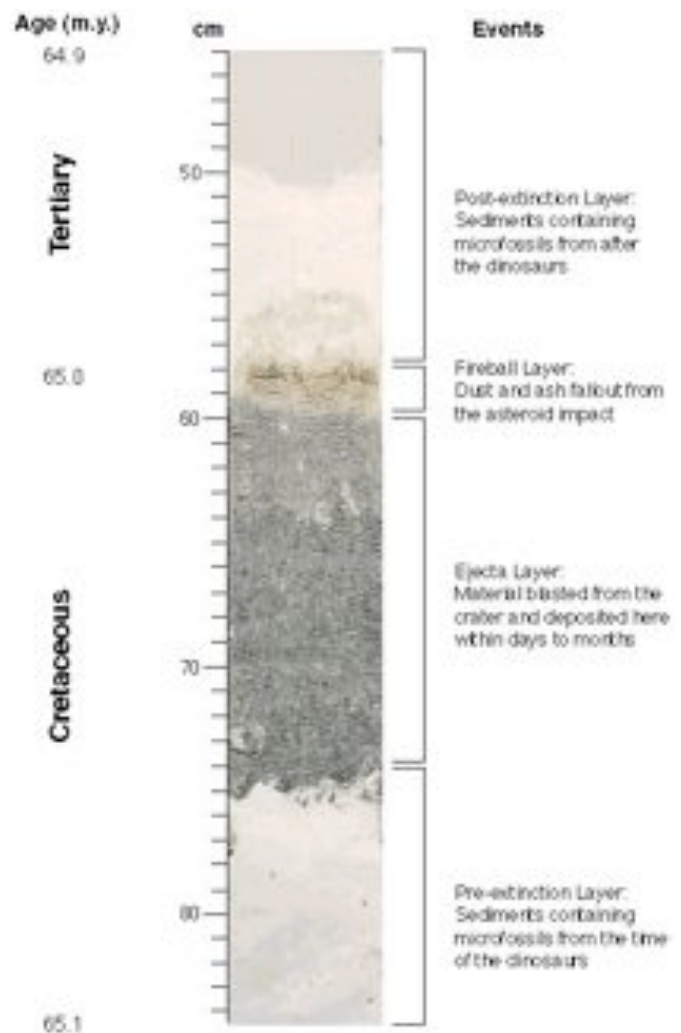 Age (m.y.)
cm
Events
64.9
50
Tertiary
Post-extinction Layer:
Sediments containing
microfossils from after
the dinosaurs
65.0
Fireball Layer:
Dust and ash fallout from
the asteroid impact
60
Ejecta Layer:
Material blasted from the
crater and deposited here
within days to months
Cretaceous
70
Pre-extinction Layer:
Sediments containing
microfossils from the time
of the dinosaurs
80
65.1